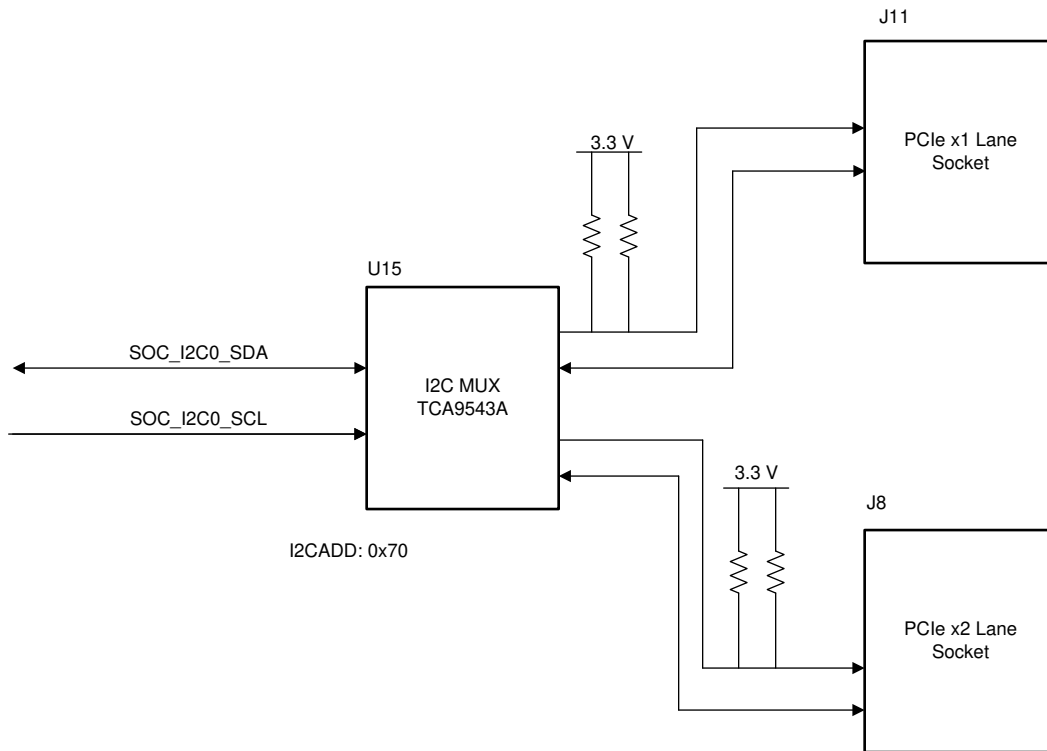 J11
PCIe x1 Lane
Socket
3.3 V
U15
SOC_I2C0_SDA
SOC_I2C0_SCL
I2C MUX
TCA9543A
I2CADD: 0x70
3.3 V
J8
PCIe x2 Lane
Socket